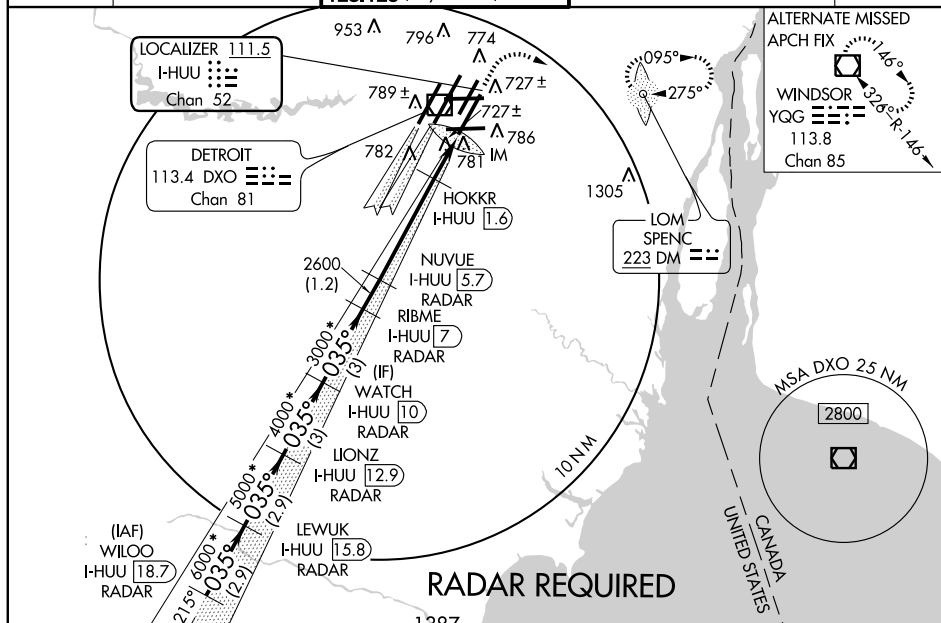 953
796
774
LOCALIZER 111.5
I-HUU
Chan 52
789 ±
727 ±
727 ±
786
782
781
IM
DETROIT
113.4 DXO
Chan 81
HOKKR
I-HUU 1.6
095°
275°
ALTERNATE MISSED
APCH FIX
146°
326°
R-146
WINDSOR
YQG
113.8
Chan 85
1305
LOM
SPENC
223 DM
2600
(1.2)
NUVUE
I-HUU 5.7
RADAR
RIBME
I-HUU 7
RADAR
3000*
035°
(3)
(IF)
WATCH
I-HUU 10
RADAR
4000*
035°
(3)
LIONZ
I-HUU 12.9
RADAR
5000*
035°
(2.9)
LEWUK
I-HUU 15.8
RADAR
(IAF)
WILOO
I-HUU 18.7
RADAR
6000*
035°
(2.9)
215°
10 NM
MSA DXO 25 NM
2800
CANADA
UNITED STATES
RADAR REQUIRED